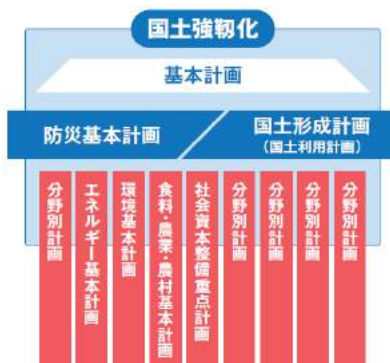 国土強靱化
基本計画
防災基本計画
国土形成計画
(国土利用計画)
分野別計画
エネルギー基本計画
環境基本計画
食料・農業・農村基本計画
社会資本整備重点計画
分野別計画
分野別計画
分野別計画
分野別計画